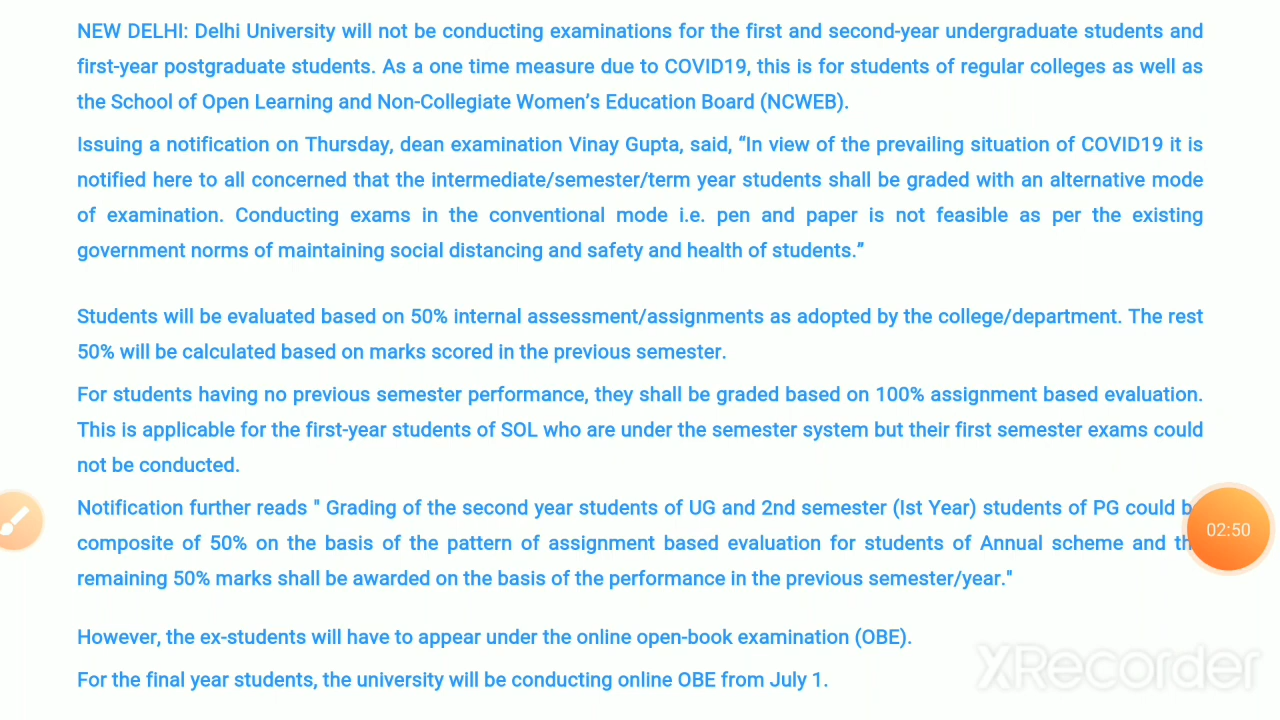 NEW DELHI: Delhi University will not be conducting examinations for the first and second-year undergraduate students and
first-year postgraduate students. As a one time measure due to COVID19, this is for students of regular colleges as well as
the School of Open Learning and Non-Collegiate Women's Education Board (NCWEB).
Issuing a notification on Thursday, dean examination Vinay Gupta, said, “In view of the prevailing situation of COVID19 it is
notified here to all concerned that the intermediate/semester/term year students shall be graded with an alternative mode
of examination. Conducting exams in the conventional mode i.e. pen and paper is not feasible as per the existing
government norms of maintaining social distancing and safety and health of students.”
Students will be evaluated based on 50% internal assessment/assignments as adopted by the college/department. The rest
50% will be calculated based on marks scored in the previous semester.
For students having no previous semester performance, they shall be graded based on 100% assignment based evaluation.
This is applicable for the first-year students of SOL who are under the semester system but their first semester exams could
not be conducted.
Notification further reads " Grading of the second year students of UG and 2nd semester (Ist Year) students of PG could
composite of 50% on the basis of the pattern of assignment based evaluation for students of Annual scheme and
02:50
remaining 50% marks shall be awarded on the basis of the performance in the previous semester/year."
However, the ex-students will have to appear under the online open-book examination (OBE).
For the final year students, the university will be conducting online OBE from July 1.
XRecorder